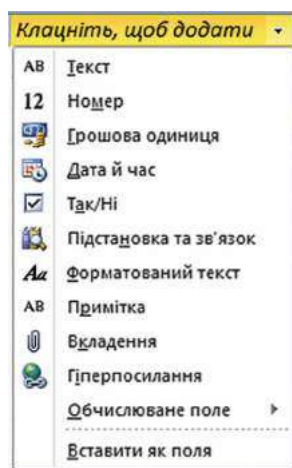 Клацніть, щоб додати
AB Текст
12 Номер
Грошова одиниця
Дата й час
Так/Ні
Підстановка та зв'язок
Aa Форматований текст
AB Примітка
Вкладення
Гіперпосилання
Обчислюване поле
Вставити як поля